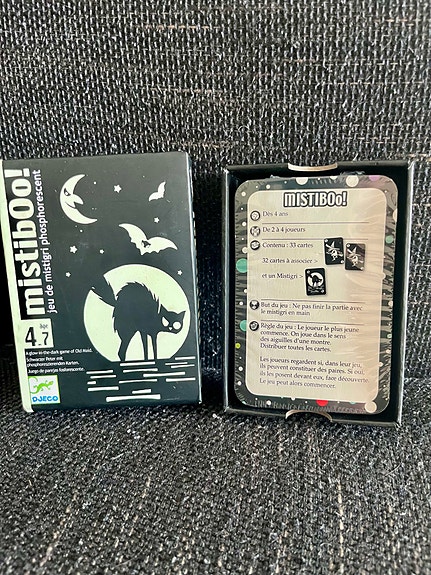 mistibOo!
jeu de mistigri phosphorescent
âge
4-7
A glow-in-the-dark game of Old Maid.
Schwarzer Peter mit
phosphoreszierenden Karten.
Juego de parejas fosforescente.
DJECO
MISTIBOo!
Dès 4 ans
De 2 à 4 joueurs
Contenu : 33 cartes
32 cartes à associer >
et un Mistigri >
But du jeu : Ne pas finir la partie avec
le mistigri en main
Règle du jeu : Le joueur le plus jeune
commence. On joue dans le sens
des aiguilles d'une montre.
Distribuer toutes les cartes.
Les joueurs regardent si, dans leur jeu,
ils peuvent constituer des paires. Si oui,
ils les posent devant eux, face découverte.
Le jeu peut alors commencer.